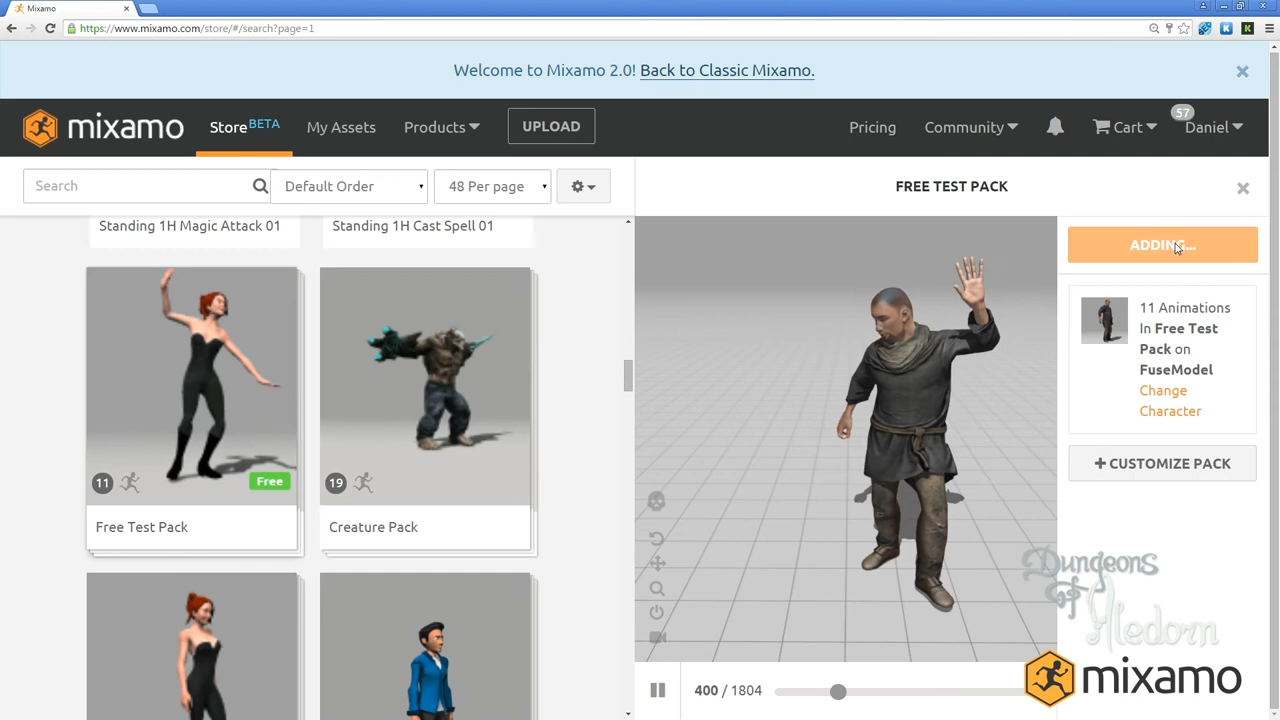 Mixamo
https://www.mixamo.com/store/#/search?page=1
Welcome to Mixamo 2.0! Back to Classic Mixamo.
mixamo
Store BETA
My Assets
Products
UPLOAD
Pricing
Community
Cart
57
Daniel
Search
Default Order
48 Per page
FREE TEST PACK
Standing 1H Magic Attack 01
Standing 1H Cast Spell 01
11
Free
Free Test Pack
19
Creature Pack
ADDING...
11 Animations
In Free Test
Pack on
FuseModel
Change
Character
+ CUSTOMIZE PACK
400 / 1804
Dungeons
of
Aledorn
mixamo